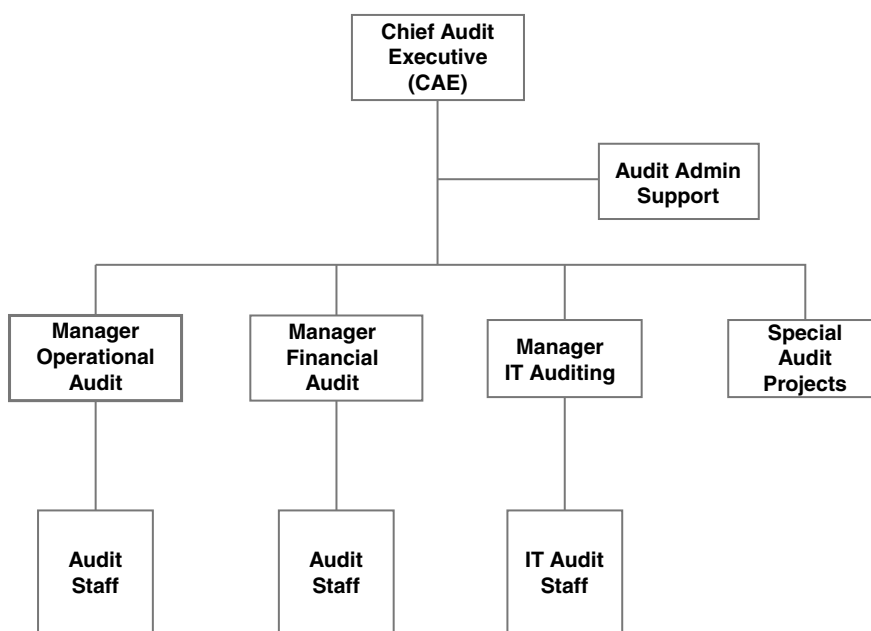 Chief Audit
Executive
(CAE)
Audit Admin
Support
Manager
Operational
Audit
Manager
Financial
Audit
Manager
IT Auditing
Special
Audit
Projects
Audit
Staff
Audit
Staff
IT Audit
Staff